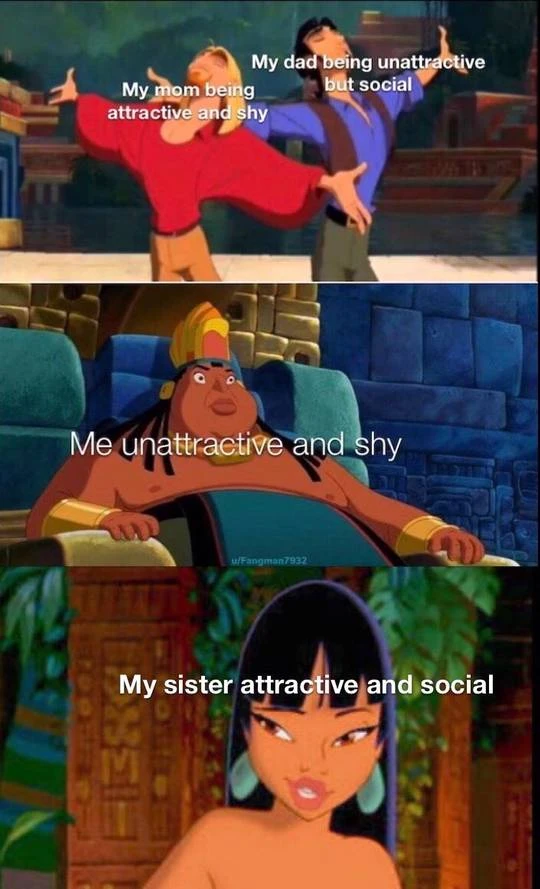 My dad being unattractive
but social
My mom being
attractive and shy
Me unattractive and shy
u/Fangman7932
My sister attractive and social